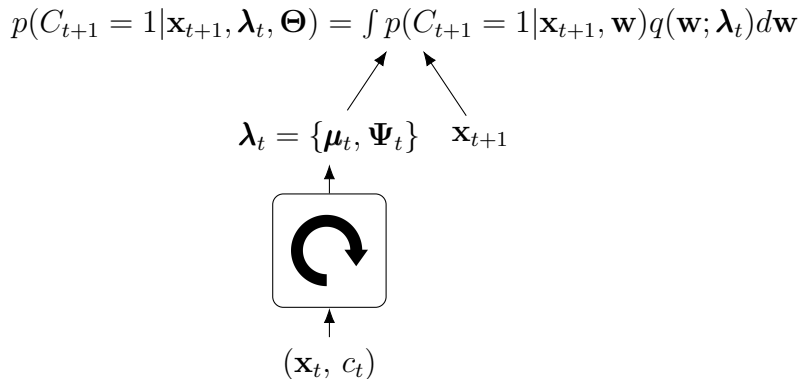 p(C_{t+1} = 1|𝐱_{t+1}, 𝛌_t, 𝚯) = ∫ p(C_{t+1} = 1|𝐱_{t+1}, 𝐰)q(𝐰; 𝛌_t)d𝐰
𝛌_t = {𝛍_t, 𝚿_t} 𝐱_{t+1}
(𝐱_t, c_t)